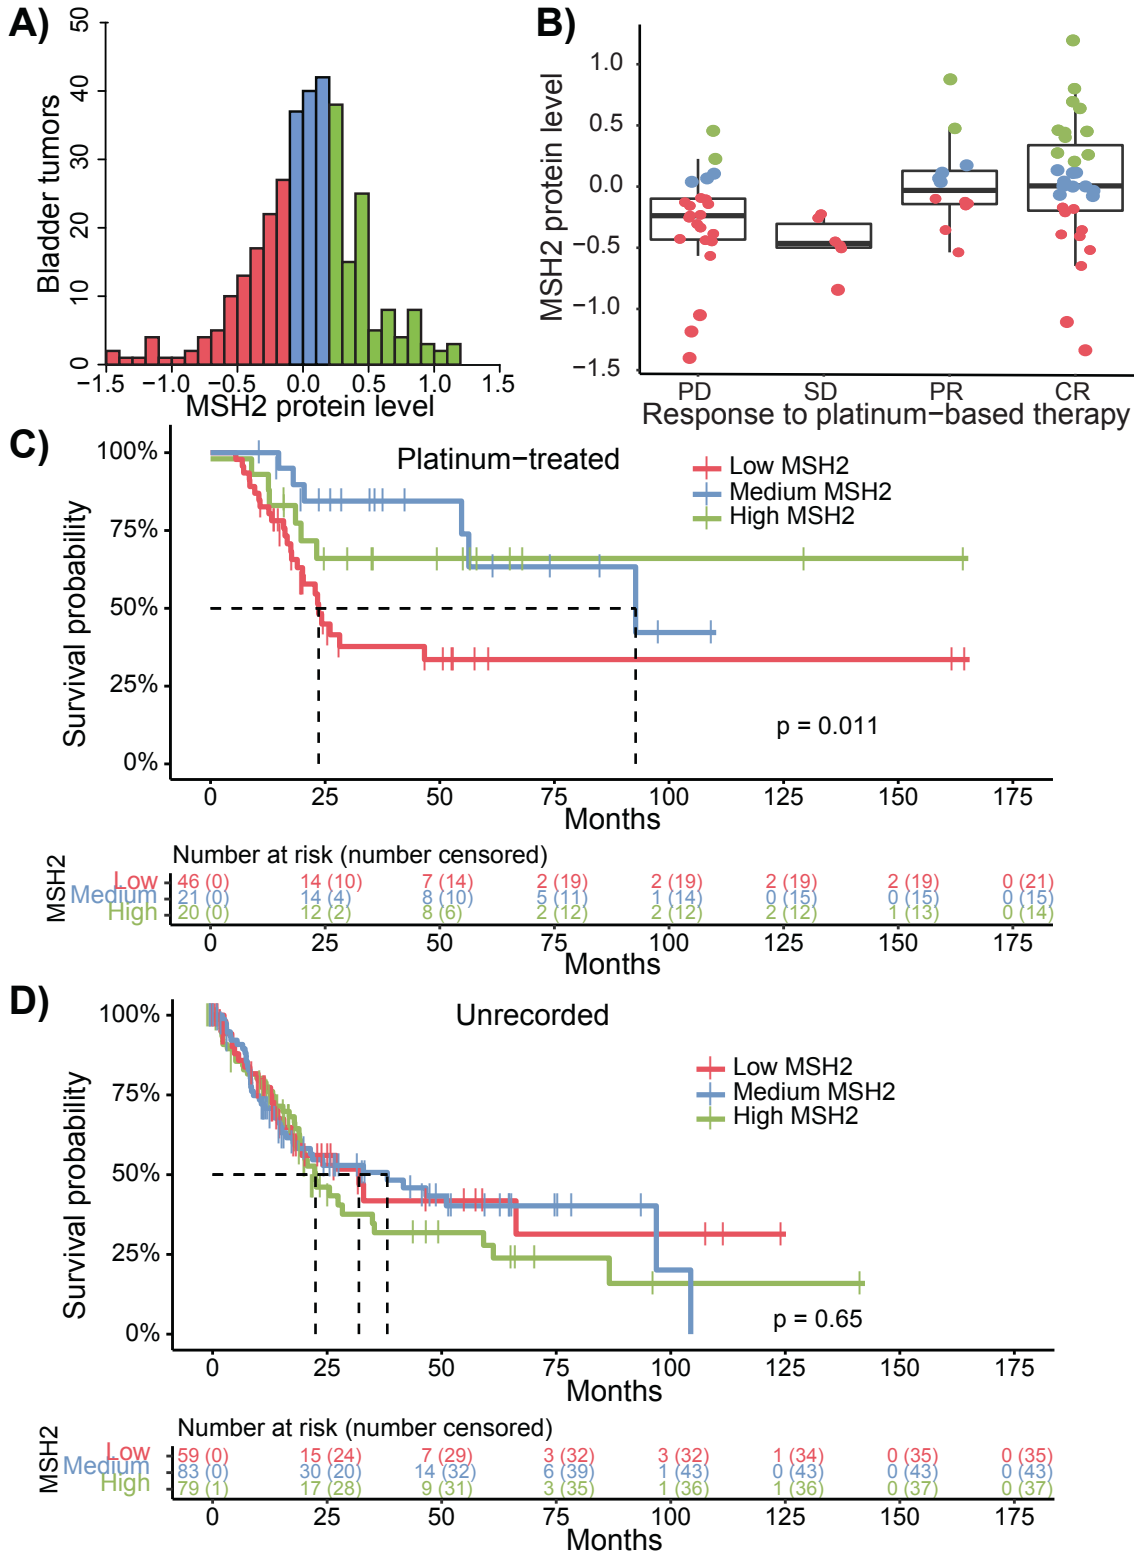 A)
Bladder tumors
50
40
30
20
10
0
−1.5 −1.0 −0.5 0.0 0.5 1.0 1.5
MSH2 protein level
B)
MSH2 protein level
1.0
0.5
0.0
−0.5
−1.0
−1.5
PD SD PR CR
Response to platinum−based therapy
C)
Platinum−treated
Low MSH2
Medium MSH2
High MSH2
Survival probability
100%
75%
50%
25%
0%
p = 0.011
0 25 50 75 100 125 150 175
Months
Number at risk (number censored)
MSH2
Low 46 (0) 14 (10) 7 (14) 2 (19) 2 (19) 2 (19) 2 (19) 0 (21)
Medium 21 (0) 14 (4) 8 (10) 5 (11) 1 (14) 0 (15) 0 (15) 0 (15)
High 20 (0) 12 (2) 8 (6) 2 (12) 2 (12) 2 (12) 1 (13) 0 (14)
0 25 50 75 100 125 150 175
Months
D)
Unrecorded
Low MSH2
Medium MSH2
High MSH2
Survival probability
100%
75%
50%
25%
0%
p = 0.65
0 25 50 75 100 125 150 175
Months
Number at risk (number censored)
MSH2
Low 59 (0) 15 (24) 7 (29) 3 (32) 3 (32) 1 (34) 0 (35) 0 (35)
Medium 83 (0) 30 (20) 14 (32) 6 (39) 1 (43) 0 (43) 0 (43) 0 (43)
High 79 (1) 17 (28) 9 (31) 3 (35) 1 (36) 1 (36) 0 (37) 0 (37)
0 25 50 75 100 125 150 175
Months